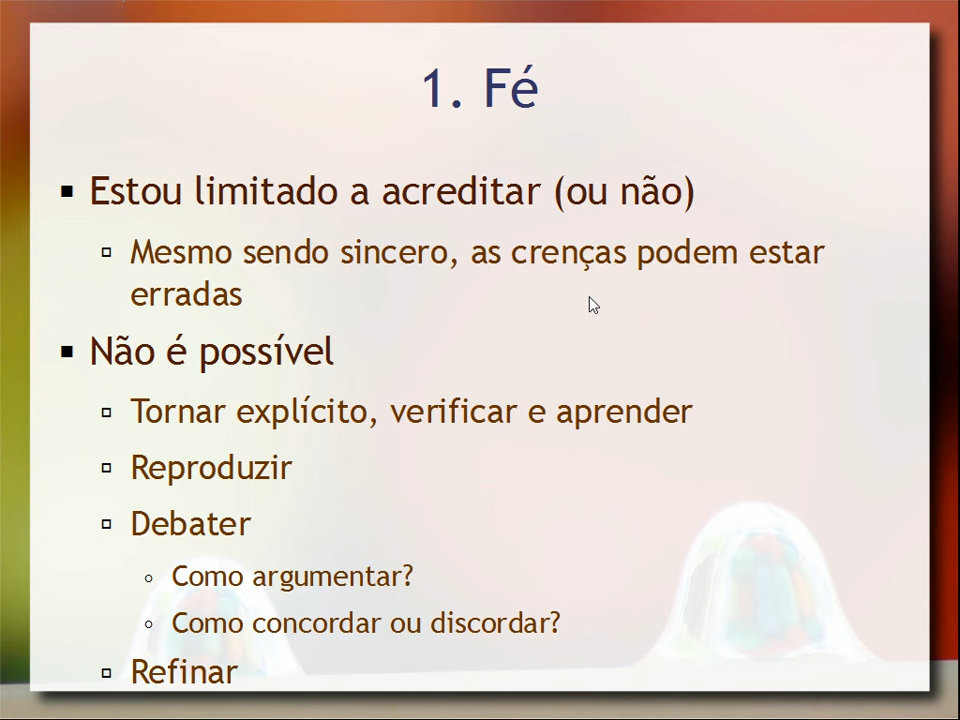 1. Fé
Estou limitado a acreditar (ou não)
Mesmo sendo sincero, as crenças podem estar
erradas
Não é possível
Tornar explícito, verificar e aprender
Reproduzir
Debater
Como argumentar?
Como concordar ou discordar?
Refinar